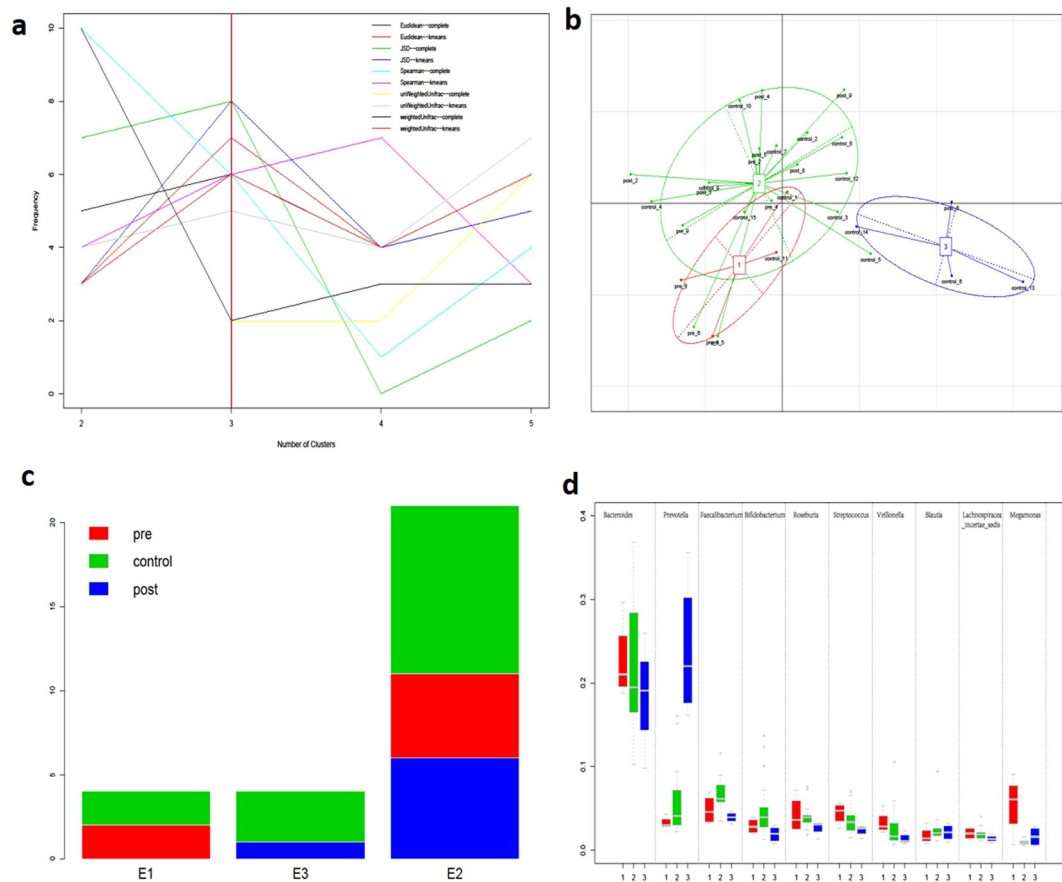 a
Euclidean--complete
Euclidean--kmeans
JSD--complete
JSD--kmeans
Spearman--complete
Spearman--kmeans
unWeightedUnifrac--complete
unWeightedUnifrac--kmeans
weightedUnifrac--complete
weightedUnifrac--kmeans
Frequency
10
8
6
4
2
0
2
3
4
5
Number of Clusters
b
post_4
post_9
control_10
control_2
control_8
control_7
pre_2
post_8
post_2
control_12
control_4
control_3
control_15
pre_4
pre_9
control_14
control_5
control_11
control_6
control_13
pre_6
2
1
3
c
pre
control
post
20
15
10
5
0
E1
E3
E2
d
Bacteroides
Prevotella
Faecalibacterium
Bifidobacterium
Roseburia
Streptococcus
Veillonella
Blautia
Lachnospiracea
_incertae_sedis
Megamonas
0.4
0.3
0.2
0.1
0.0
1 2 3 1 2 3 1 2 3 1 2 3 1 2 3 1 2 3 1 2 3 1 2 3 1 2 3 1 2 3